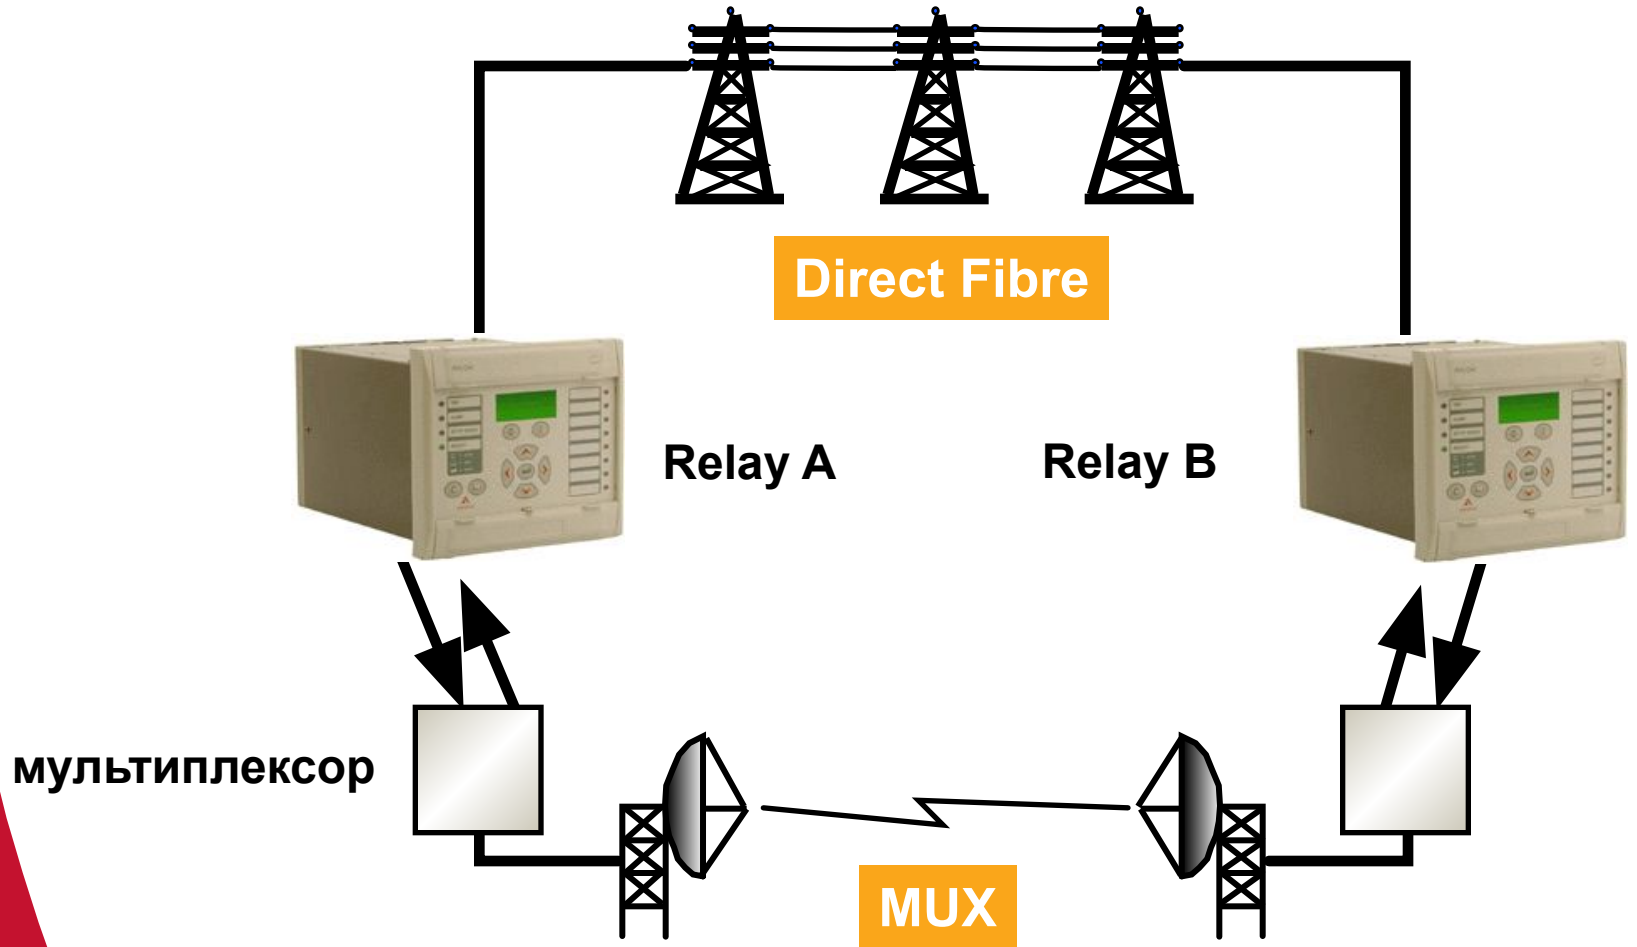 Direct Fibre
Relay A
Relay B
мультиплексор
MUX